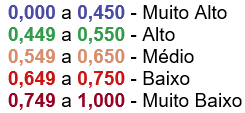 0,000 a 0,450 - Muito Alto
0,449 a 0,550 - Alto
0,549 a 0,650 - Médio
0,649 a 0,750 - Baixo
0,749 a 1,000 - Muito Baixo